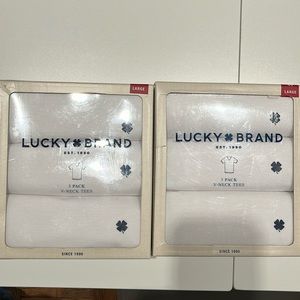 LARGE
LUCKY BRAND
EST. 1990
3 PACK
V-NECK TEES
SINCE 1990
LARGE
LUCKY BRAND
EST. 1990
3 PACK
V-NECK TEES
SINCE 1990